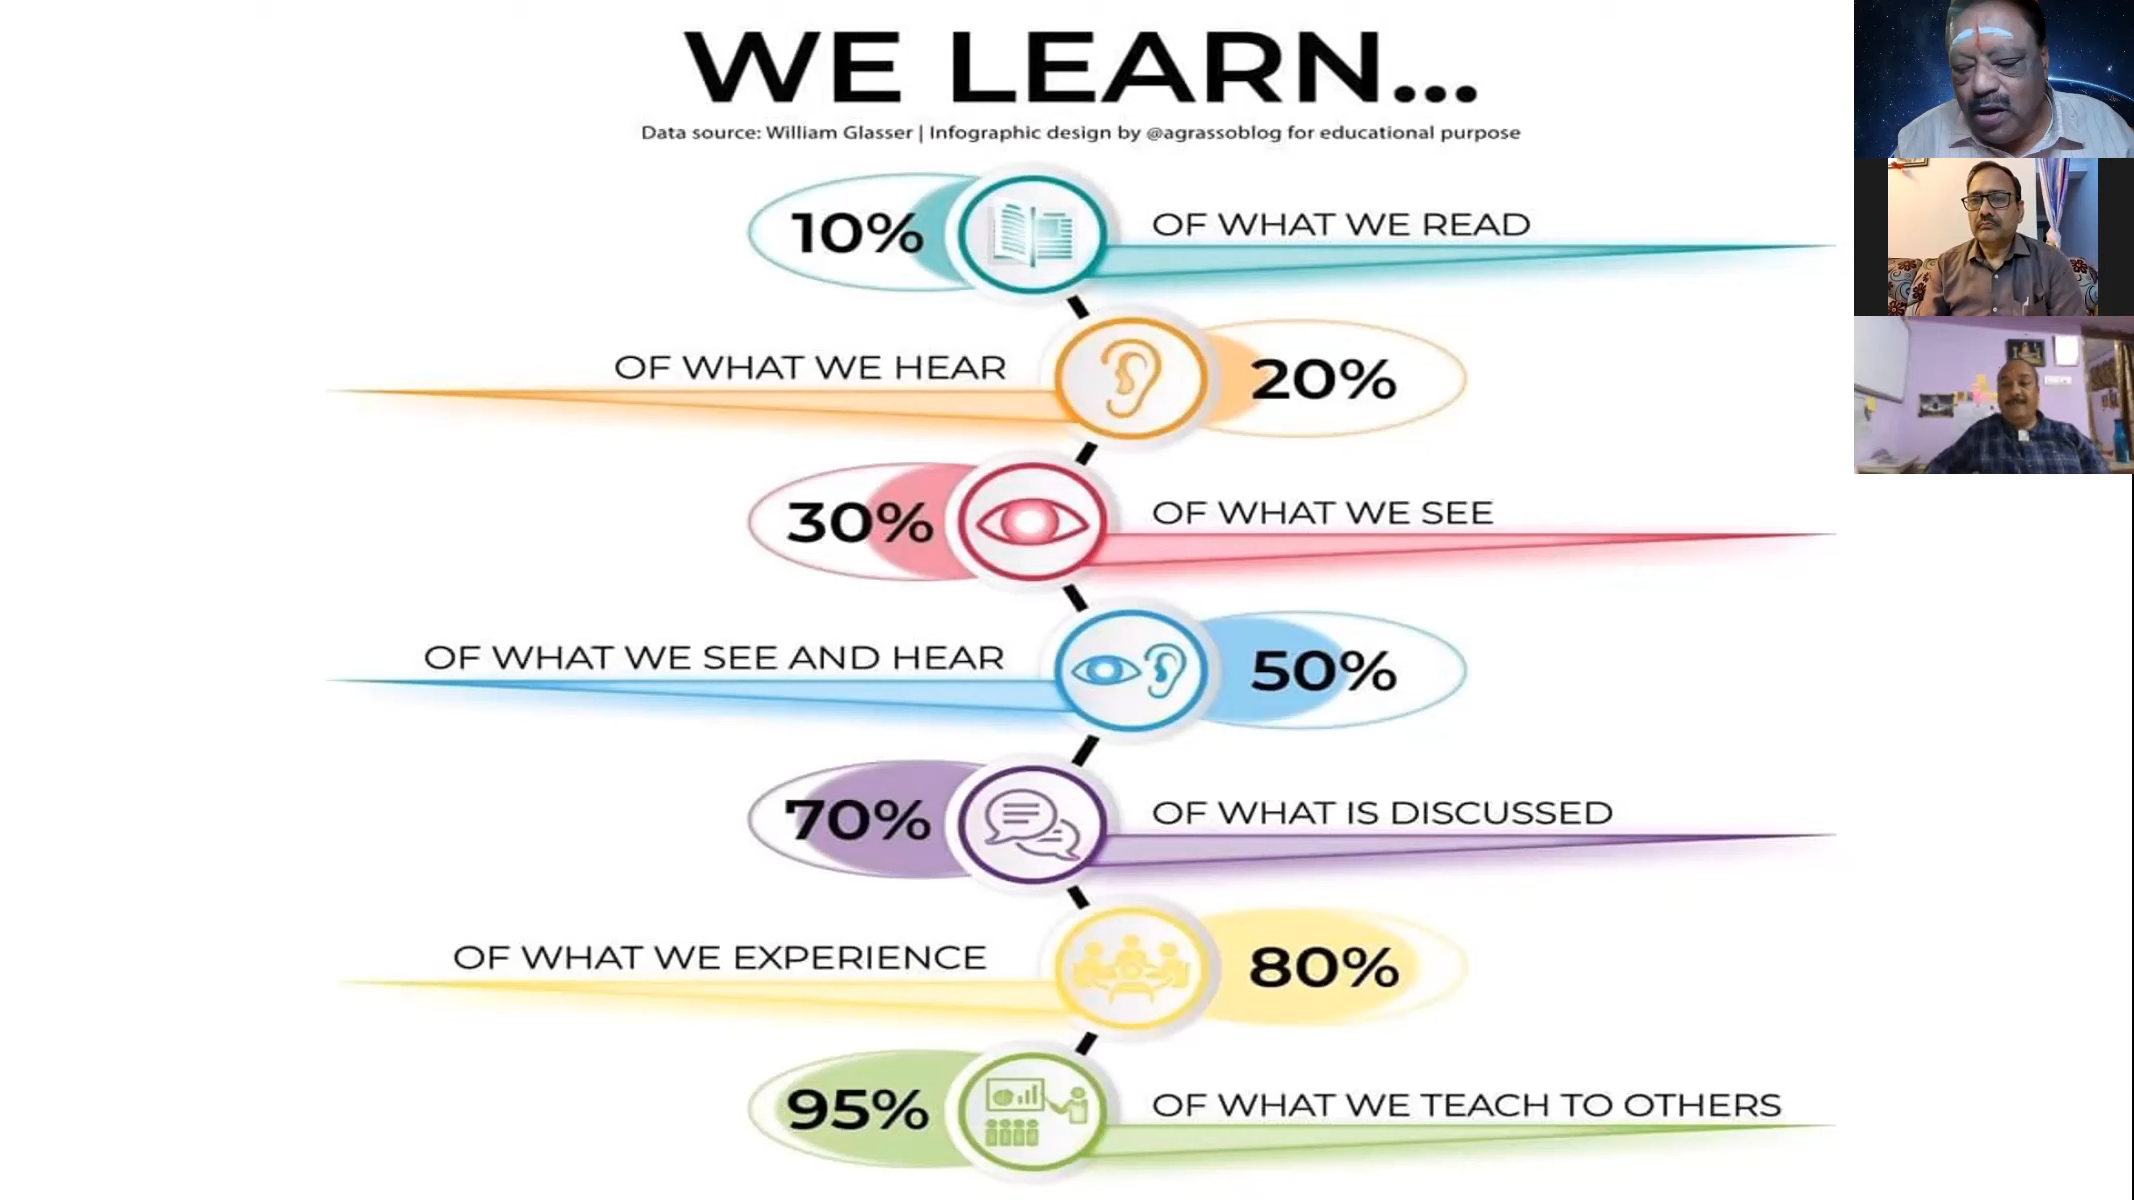 WE LEARN...
Data source: William Glasser | Infographic design by @agrassoblog for educational purpose
10% OF WHAT WE READ
OF WHAT WE HEAR 20%
30% OF WHAT WE SEE
OF WHAT WE SEE AND HEAR 50%
70% OF WHAT IS DISCUSSED
OF WHAT WE EXPERIENCE 80%
95% OF WHAT WE TEACH TO OTHERS